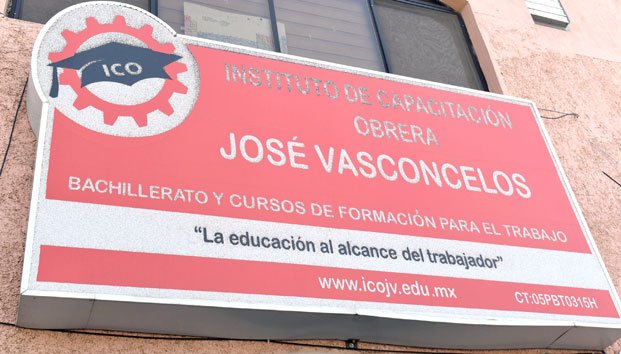 ICO
INSTITUTO DE CAPACITACIÓN
OBRERA
JOSÉ VASCONCELOS
BACHILLERATO Y CURSOS DE FORMACIÓN PARA EL TRABAJO
“La educación al alcance del trabajador”
www.icojv.edu.mx
CT:05PBT0315H